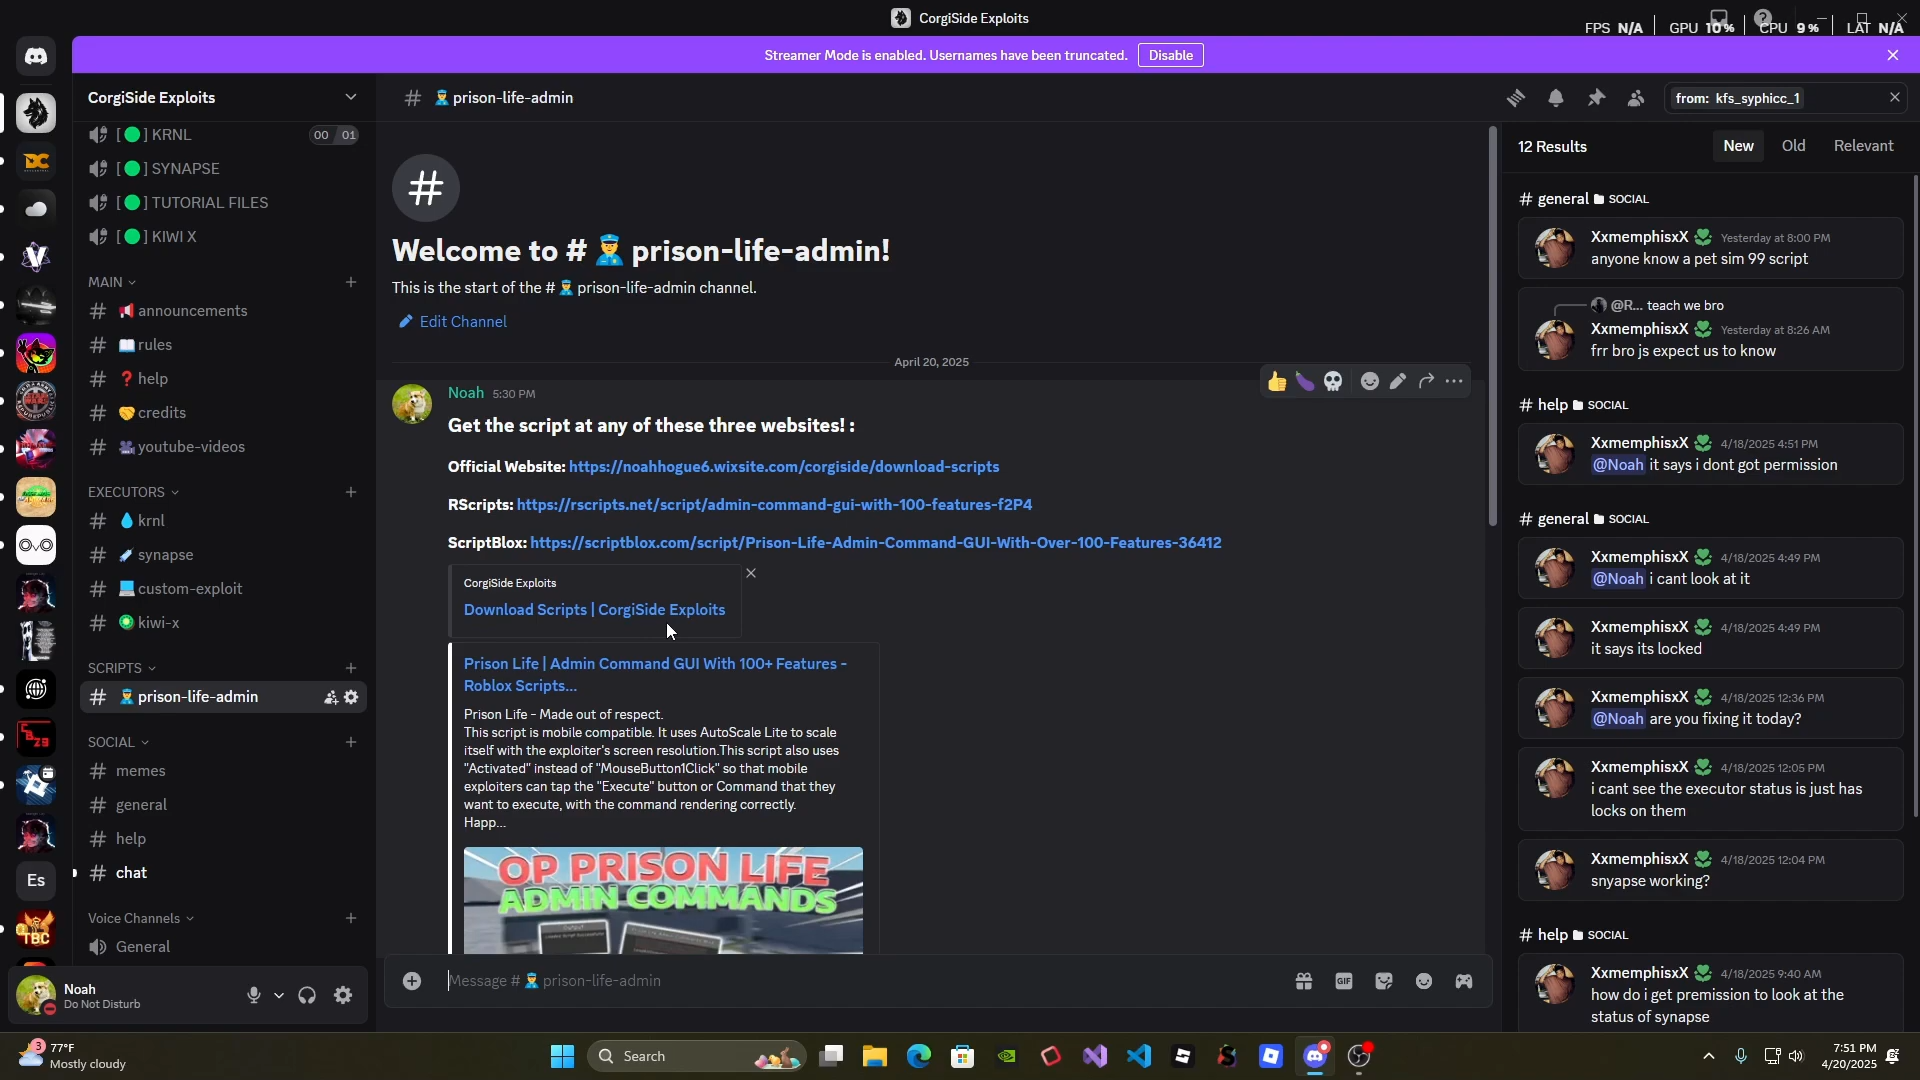 CorgiSide Exploits
FPS N/A GPU 10% CPU 9% LAT N/A
Streamer Mode is enabled. Usernames have been truncated. Disable
CorgiSide Exploits
[🟢] KRNL 00 01
[🟢] SYNAPSE
[🟢] TUTORIAL FILES
[🟢] KIWI X
MAIN
📢announcements
📖rules
❓help
🤝credits
🎥youtube-videos
EXECUTORS
💧krnl
💉synapse
💻custom-exploit
🥝kiwi-x
SCRIPTS
👮prison-life-admin
SOCIAL
memes
general
help
chat
Voice Channels
General
Es
TBC
Noah
Do Not Disturb
# 👮prison-life-admin
Welcome to # 👮prison-life-admin!
This is the start of the # 👮prison-life-admin channel.
Edit Channel
April 20, 2025
Noah 5:30 PM
Get the script at any of these three websites! :
Official Website: https://noahhogue6.wixsite.com/corgiside/download-scripts
RScripts: https://rscripts.net/script/admin-command-gui-with-100-features-f2P4
ScriptBlox: https://scriptblox.com/script/Prison-Life-Admin-Command-GUI-With-Over-100-Features-36412
CorgiSide Exploits
Download Scripts | CorgiSide Exploits
Prison Life | Admin Command GUI With 100+ Features -
Roblox Scripts...
Prison Life - Made out of respect.
This script is mobile compatible. It uses AutoScale Lite to scale
itself with the exploiter's screen resolution.This script also uses
"Activated" instead of "MouseButton1Click" so that mobile
exploiters can tap the "Execute" button or Command that they
want to execute, with the command rendering correctly.
Happ...
OP PRISON LIFE
ADMIN COMMANDS
Message # 👮prison-life-admin
GIF
from: kfs_syphicc_1
12 Results New Old Relevant
# general SOCIAL
XxmemphisxX Yesterday at 8:00 PM
anyone know a pet sim 99 script
@R... teach we bro
XxmemphisxX Yesterday at 8:26 AM
frr bro js expect us to know
# help SOCIAL
XxmemphisxX 4/18/2025 4:51 PM
@Noah it says i dont got permission
# general SOCIAL
XxmemphisxX 4/18/2025 4:49 PM
@Noah i cant look at it
XxmemphisxX 4/18/2025 4:49 PM
it says its locked
XxmemphisxX 4/18/2025 12:36 PM
@Noah are you fixing it today?
XxmemphisxX 4/18/2025 12:05 PM
i cant see the executor status is just has
locks on them
XxmemphisxX 4/18/2025 12:04 PM
snyapse working?
# help SOCIAL
XxmemphisxX 4/18/2025 9:40 AM
how do i get premission to look at the
status of synapse
3
77°F
Mostly cloudy
Search
7:51 PM
4/20/2025